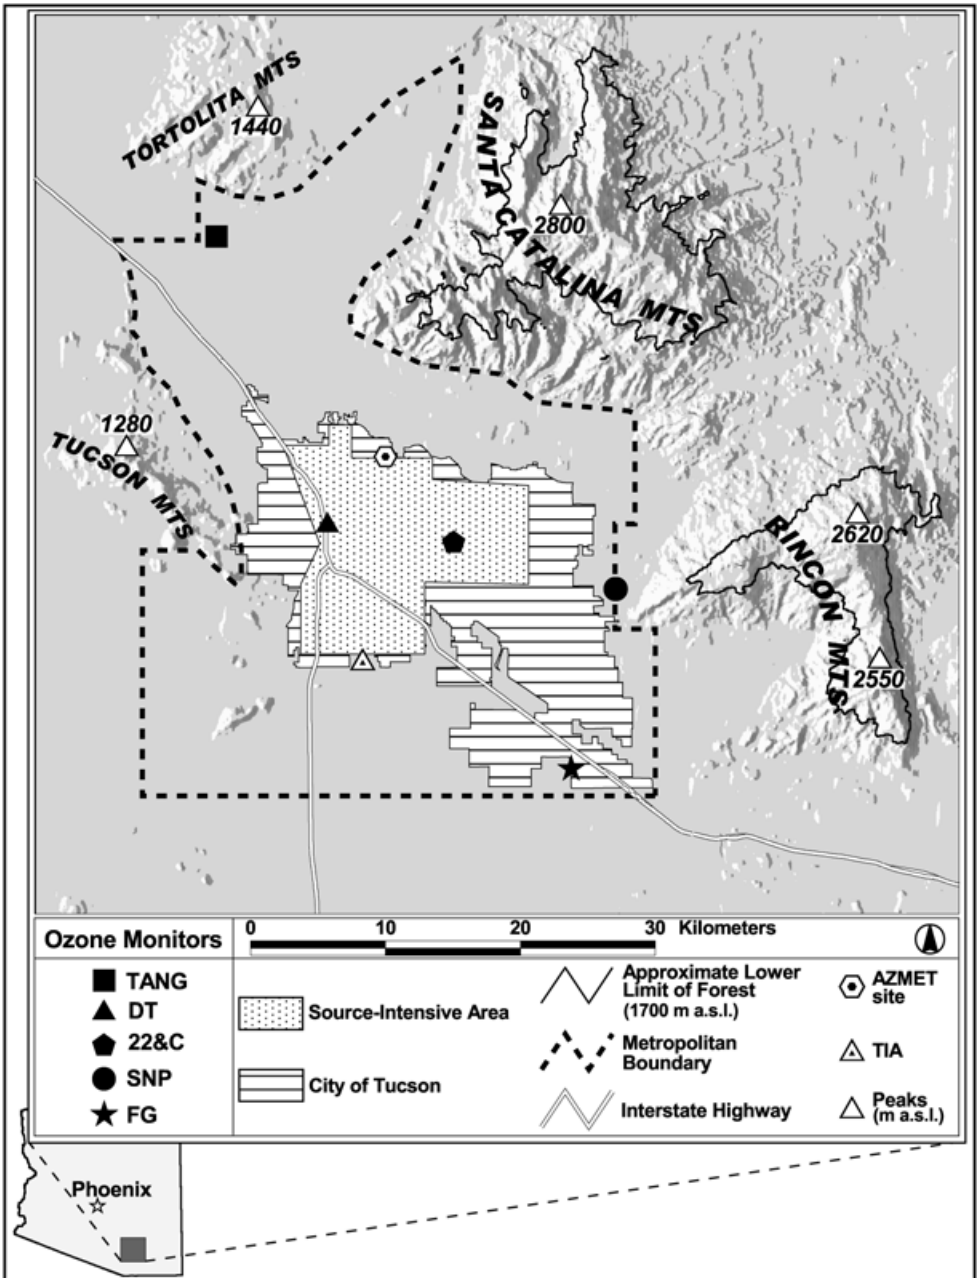 TORTOLITA MTS
1440
SANTA CATALINA MTS
2800
1280
TUCSON MTS
RINCON MTS
2620
2550
Ozone Monitors
TANG
DT
22&C
SNP
FG
0 10 20 30 Kilometers
Source-Intensive Area
City of Tucson
Approximate Lower
Limit of Forest
(1700 m a.s.l.)
Metropolitan
Boundary
Interstate Highway
AZMET
site
TIA
Peaks
(m a.s.l.)
Phoenix